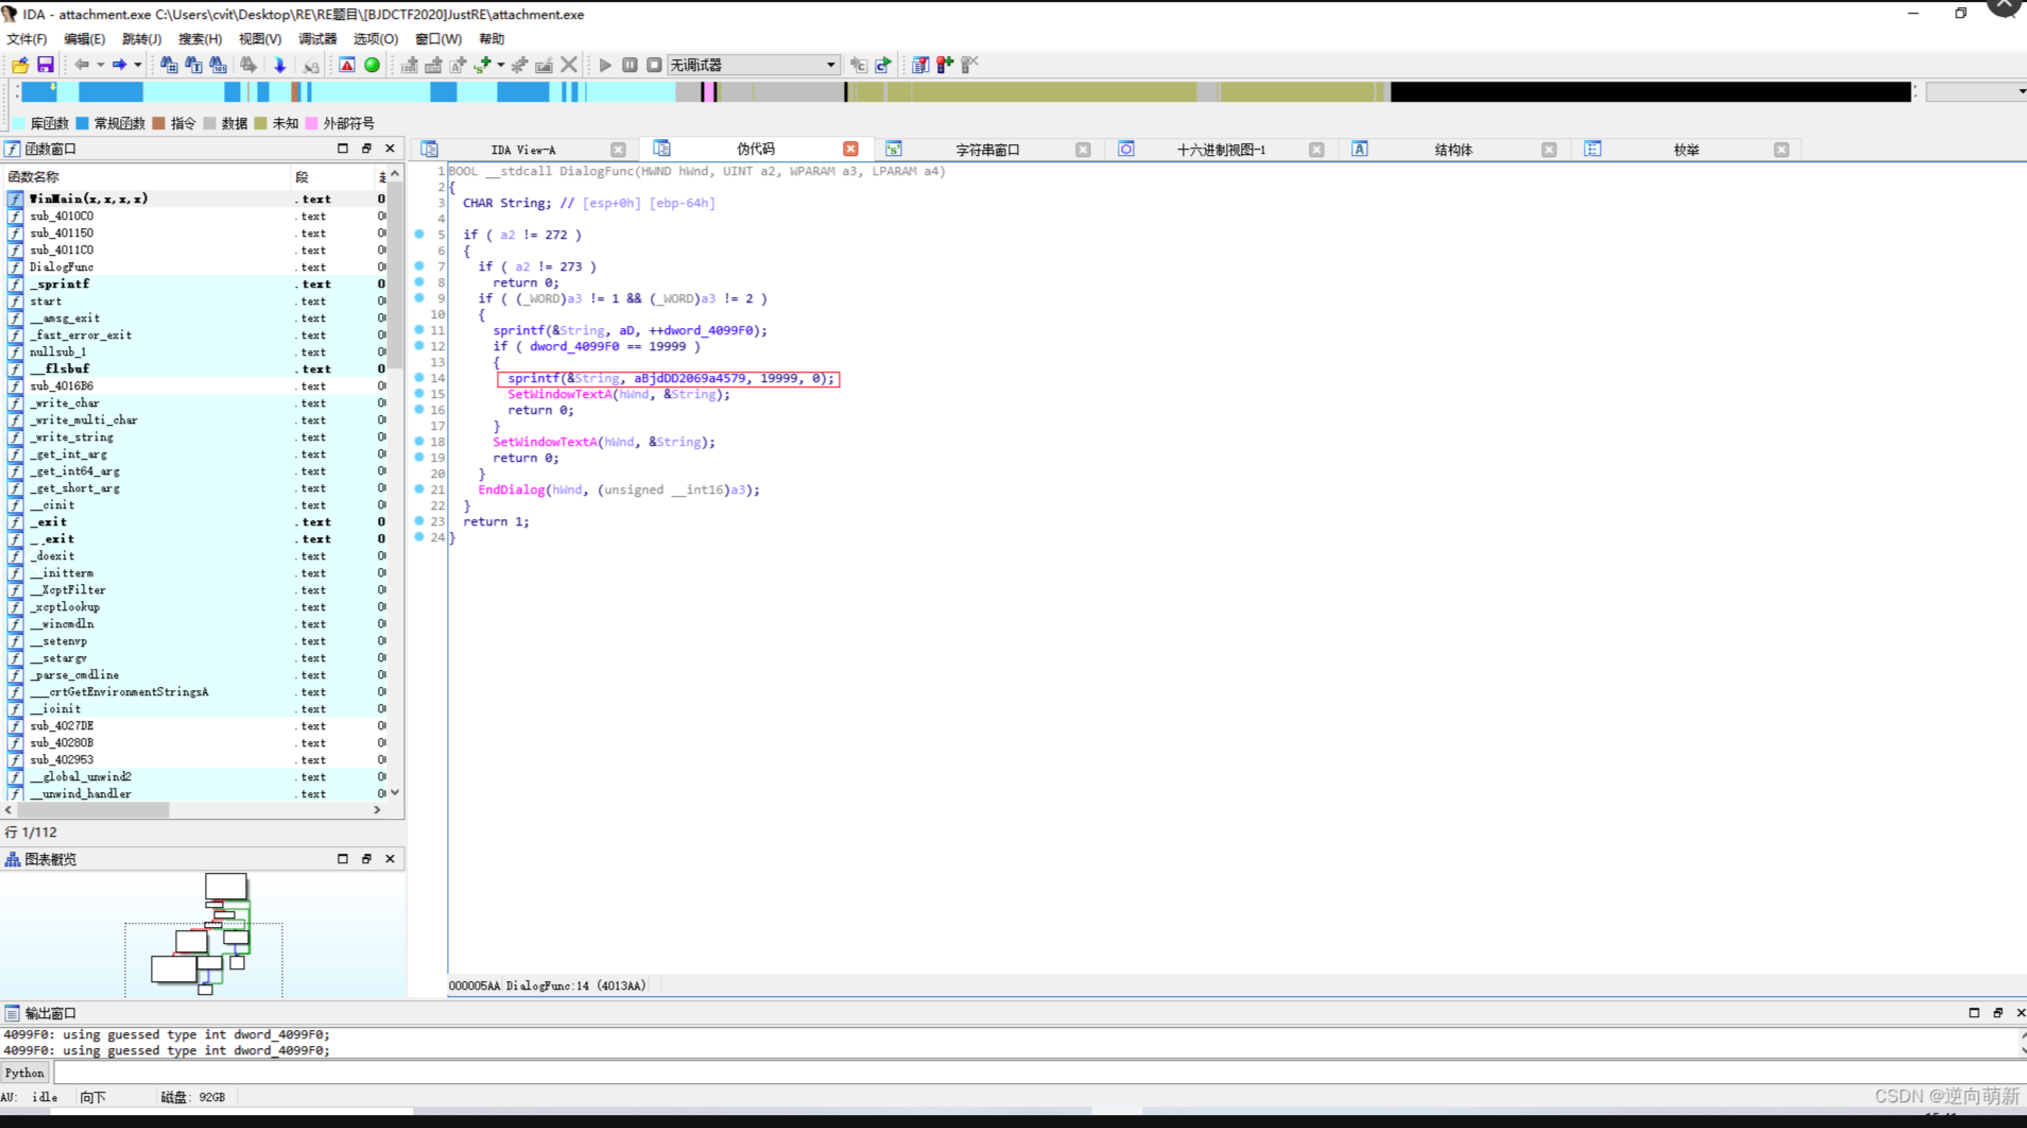 IDA - attachment.exe C:\Users\cvit\Desktop\RE\RE题目\[BJDCTF2020]JustRE\attachment.exe
文件(F) 编辑(E) 跳转(J) 搜索(H) 视图(V) 调试器 选项(O) 窗口(W) 帮助
无调试器
库函数 常规函数 指令 数据 未知 外部符号
函数窗口
IDA View-A 伪代码 字符串窗口 十六进制视图-1 结构体 枚举
函数名称 段
WinMain(x,x,x,x) .text 0
sub_4010C0 .text 0
sub_401150 .text 0
sub_4011C0 .text 0
DialogFunc .text 0
_sprintf .text 0
start .text 0
__amsg_exit .text 0
_fast_error_exit .text 0
nullsub_1 .text 0
__flsbuf .text 0
sub_4016B6 .text 0
_write_char .text 0
_write_multi_char .text 0
_write_string .text 0
_get_int_arg .text 0
_get_int64_arg .text 0
_get_short_arg .text 0
__cinit .text 0
_exit .text 0
__exit .text 0
_doexit .text 0
__initterm .text 0
__XcptFilter .text 0
_xcptlookup .text 0
__wincmdln .text 0
__setenvp .text 0
__setargv .text 0
_parse_cmdline .text 0
___crtGetEnvironmentStringsA .text 0
__ioinit .text 0
sub_4027DE .text 0
sub_40280B .text 0
sub_402953 .text 0
__global_unwind2 .text 0
__unwind_handler .text 0
行 1/112
图表概览
1 BOOL __stdcall DialogFunc(HWND hWnd, UINT a2, WPARAM a3, LPARAM a4)
2 {
3 CHAR String; // [esp+0h] [ebp-64h]
4
5 if ( a2 != 272 )
6 {
7 if ( a2 != 273 )
8 return 0;
9 if ( (_WORD)a3 != 1 && (_WORD)a3 != 2 )
10 {
11 sprintf(&String, aD, ++dword_4099F0);
12 if ( dword_4099F0 == 19999 )
13 {
14 sprintf(&String, aBjdDD2069a4579, 19999, 0);
15 SetWindowTextA(hWnd, &String);
16 return 0;
17 }
18 SetWindowTextA(hWnd, &String);
19 return 0;
20 }
21 EndDialog(hWnd, (unsigned __int16)a3);
22 }
23 return 1;
24 }
000005AA DialogFunc:14 (4013AA)
输出窗口
4099F0: using guessed type int dword_4099F0;
4099F0: using guessed type int dword_4099F0;
Python
AU: idle 向下 磁盘: 92GB
CSDN @逆向萌新